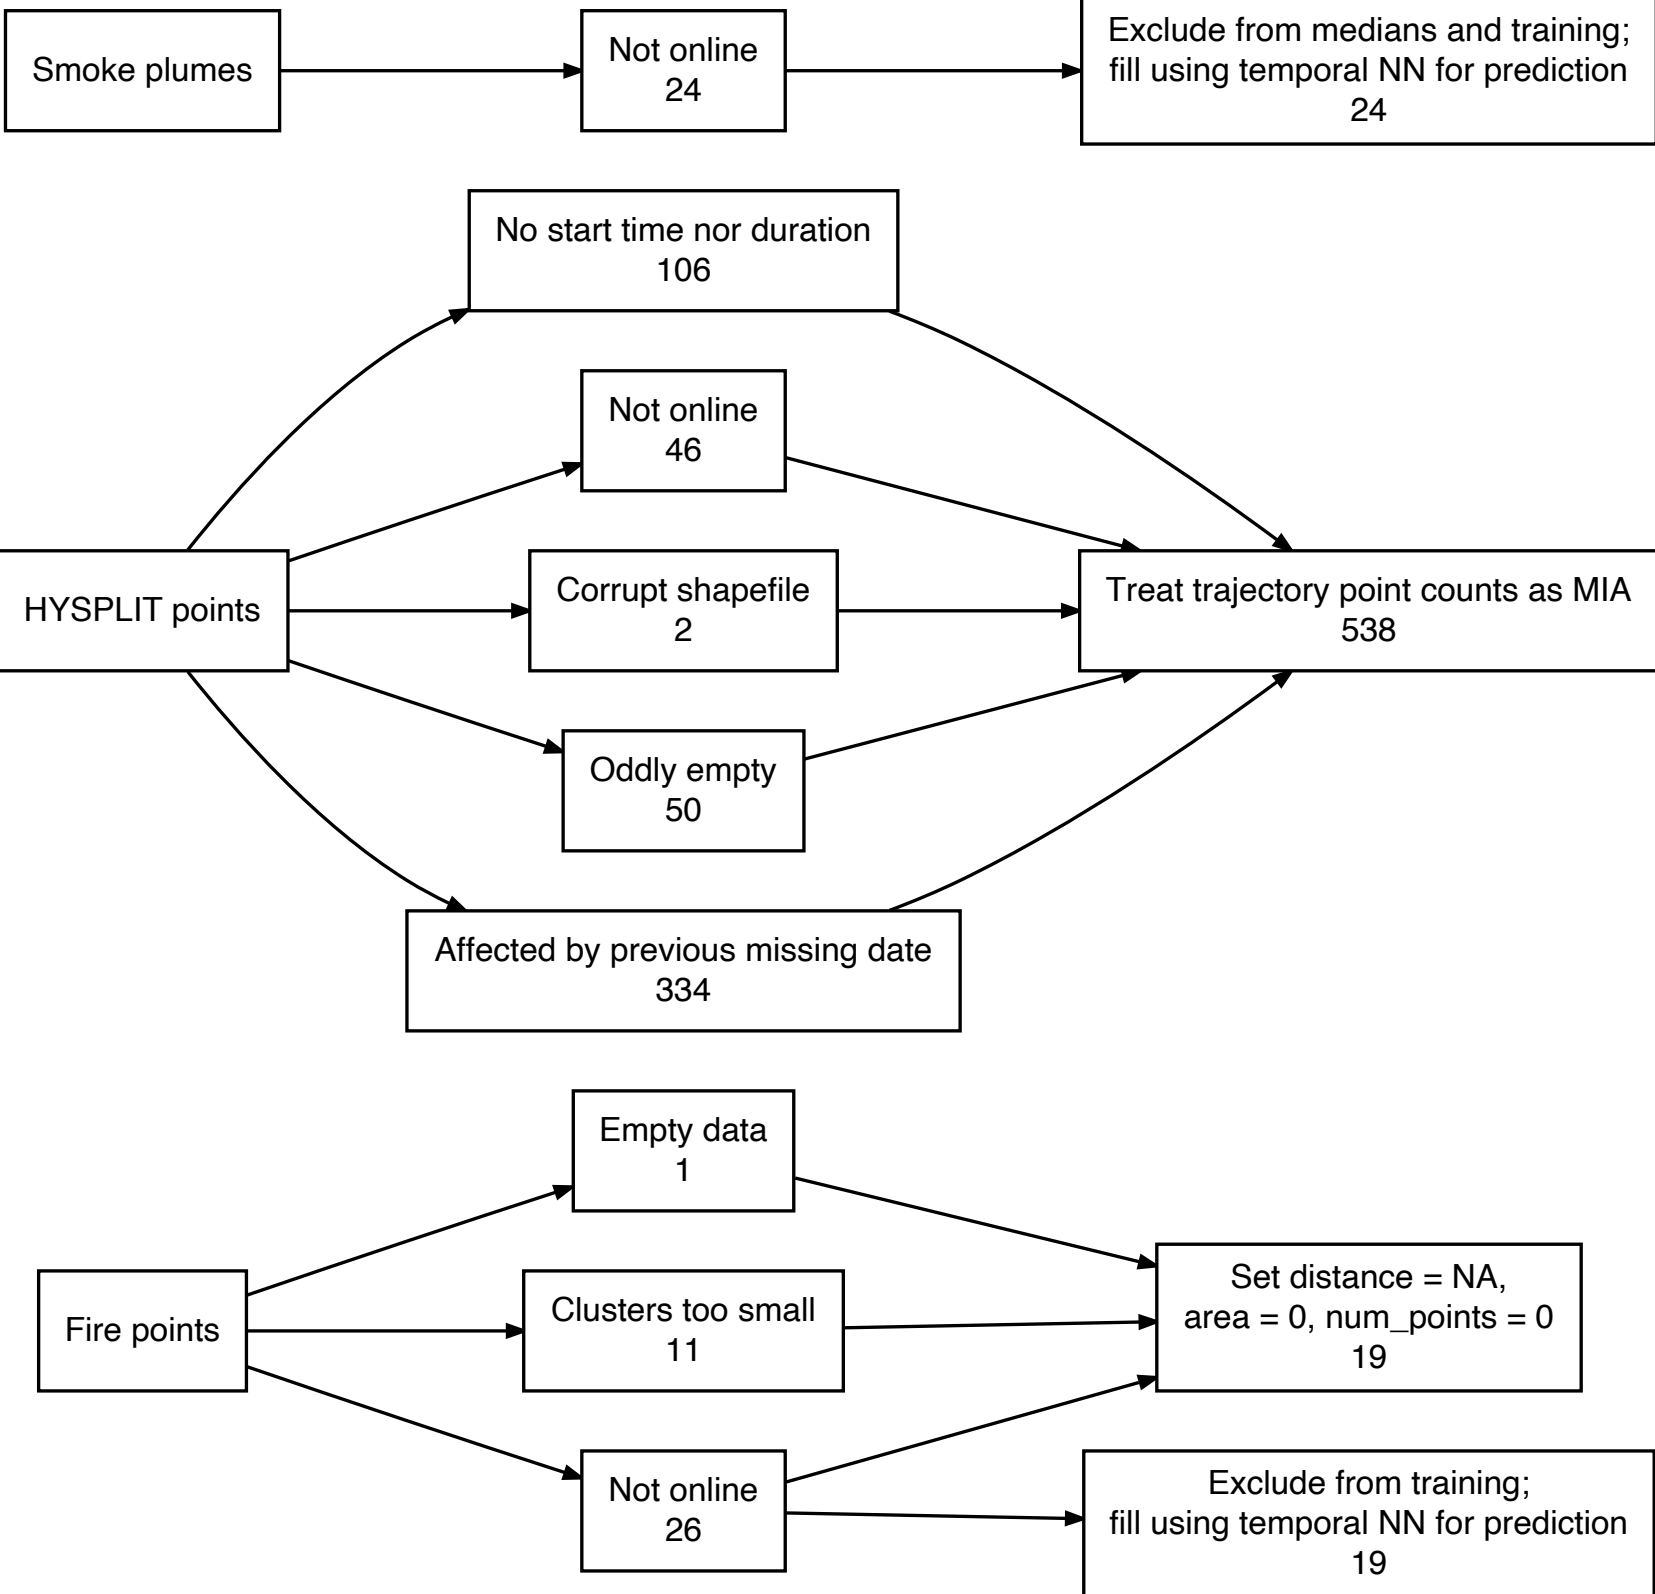 Smoke plumes
Not online
24
Exclude from medians and training;
fill using temporal NN for prediction
24
No start time nor duration
106
Not online
46
HYSPLIT points
Corrupt shapefile
2
Treat trajectory point counts as MIA
538
Oddly empty
50
Affected by previous missing date
334
Empty data
1
Fire points
Clusters too small
11
Set distance = NA,
area = 0, num_points = 0
19
Not online
26
Exclude from training;
fill using temporal NN for prediction
19